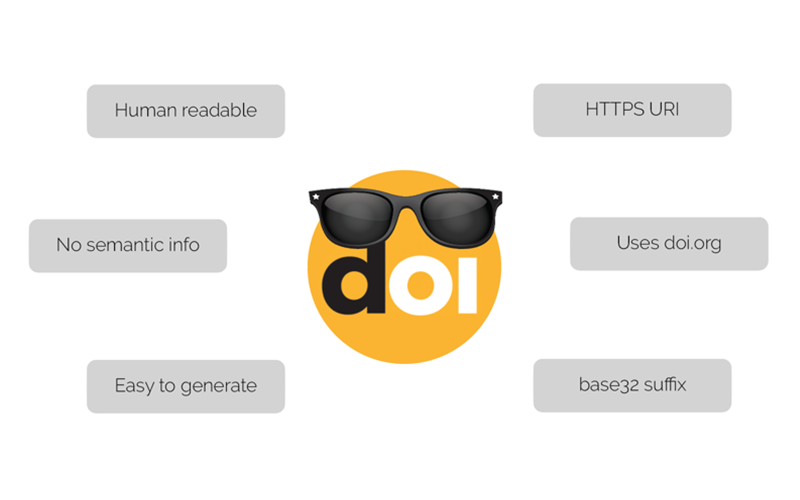 Human readable
HTTPS URI
No semantic info
Uses doi.org
doi
Easy to generate
base32 suffix